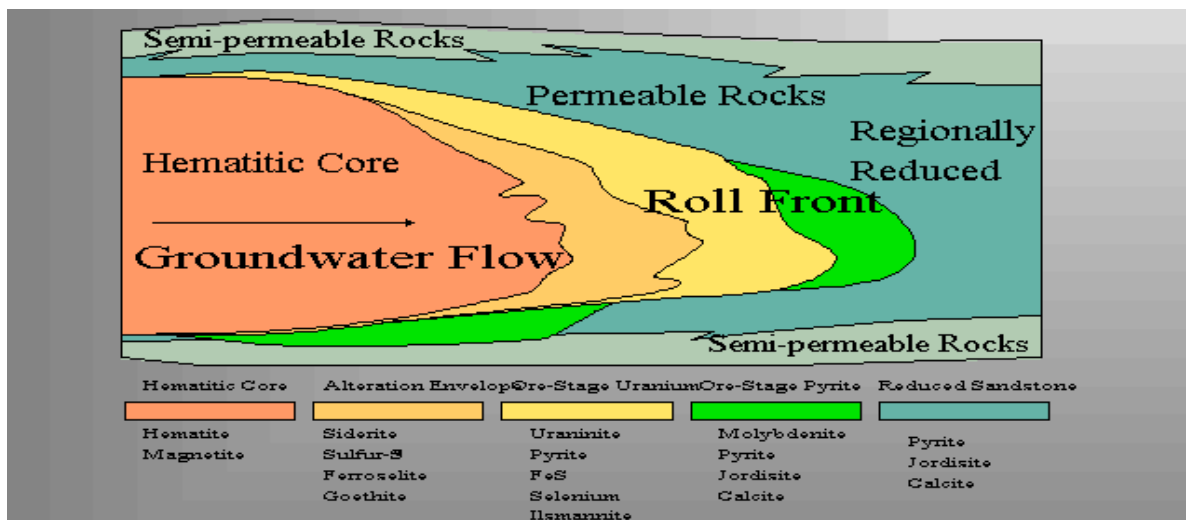 Semi-permeable Rocks
Permeable Rocks
Regionally
Reduced
Hematitic Core
Roll Front
Groundwater Flow
Semi-permeable Rocks
Hematitic Core
Alteration Envelope
Ore-Stage Uranium
Ore-Stage Pyrite
Reduced Sandstone
Hematite
Magnetite
Siderite
Sulfur-S
Ferroselite
Goethite
Uraninite
Pyrite
FeS
Selenium
Ilsmannite
Molybdenite
Pyrite
Jordisite
Calcite
Pyrite
Jordisite
Calcite